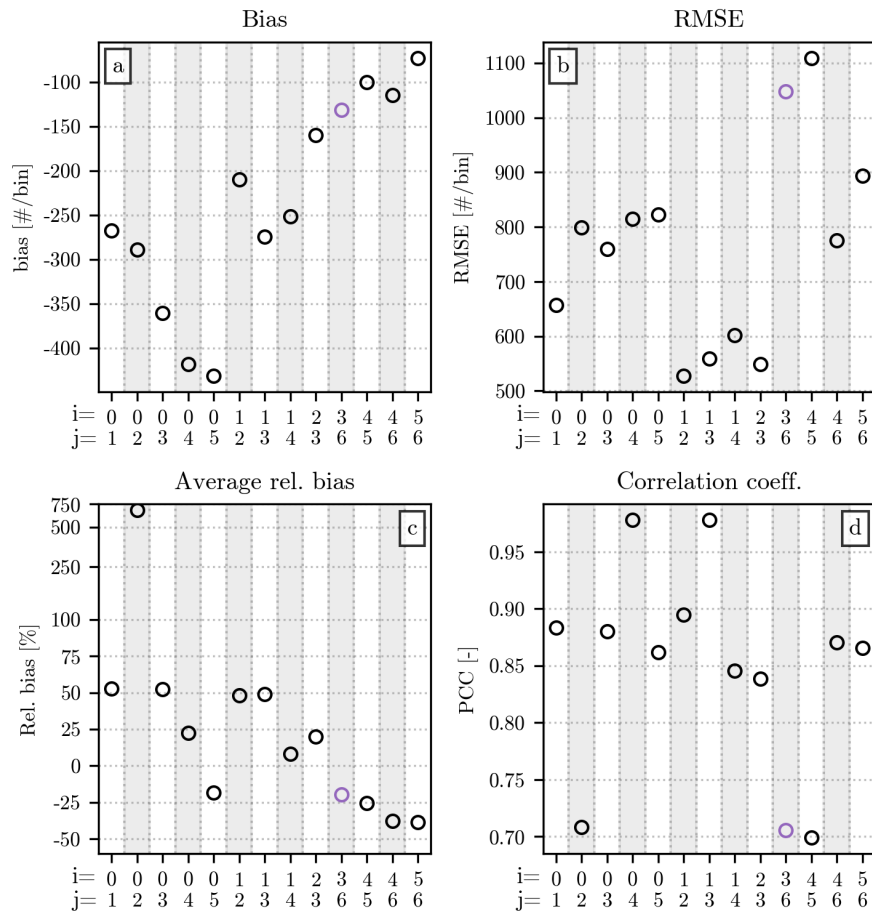 Bias
a
bias [#/bin]
-100
-150
-200
-250
-300
-350
-400
i= 0 0 0 0 0 1 1 1 2 3 4 4 5
j= 1 2 3 4 5 2 3 4 3 6 5 6 6
RMSE
b
RMSE [#/bin]
1100
1000
900
800
700
600
500
i= 0 0 0 0 0 1 1 1 2 3 4 4 5
j= 1 2 3 4 5 2 3 4 3 6 5 6 6
Average rel. bias
c
Rel. bias [%]
750
500
250
100
75
50
25
0
-25
-50
i= 0 0 0 0 0 1 1 1 2 3 4 4 5
j= 1 2 3 4 5 2 3 4 3 6 5 6 6
Correlation coeff.
d
PCC [-]
0.95
0.90
0.85
0.80
0.75
0.70
i= 0 0 0 0 0 1 1 1 2 3 4 4 5
j= 1 2 3 4 5 2 3 4 3 6 5 6 6